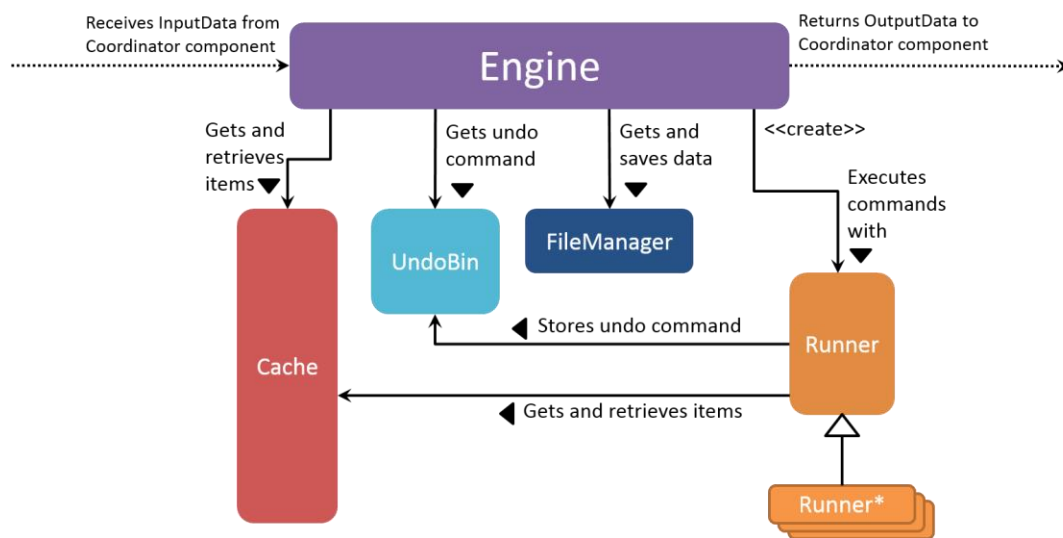 Receives InputData from
Coordinator component
Engine
Returns OutputData to
Coordinator component
Gets and
retrieves
items
Gets undo
command
Gets and
saves data
<<create>>
Executes
commands
with
Cache
UndoBin
FileManager
Runner
Stores undo command
Gets and retrieves items
Runner*